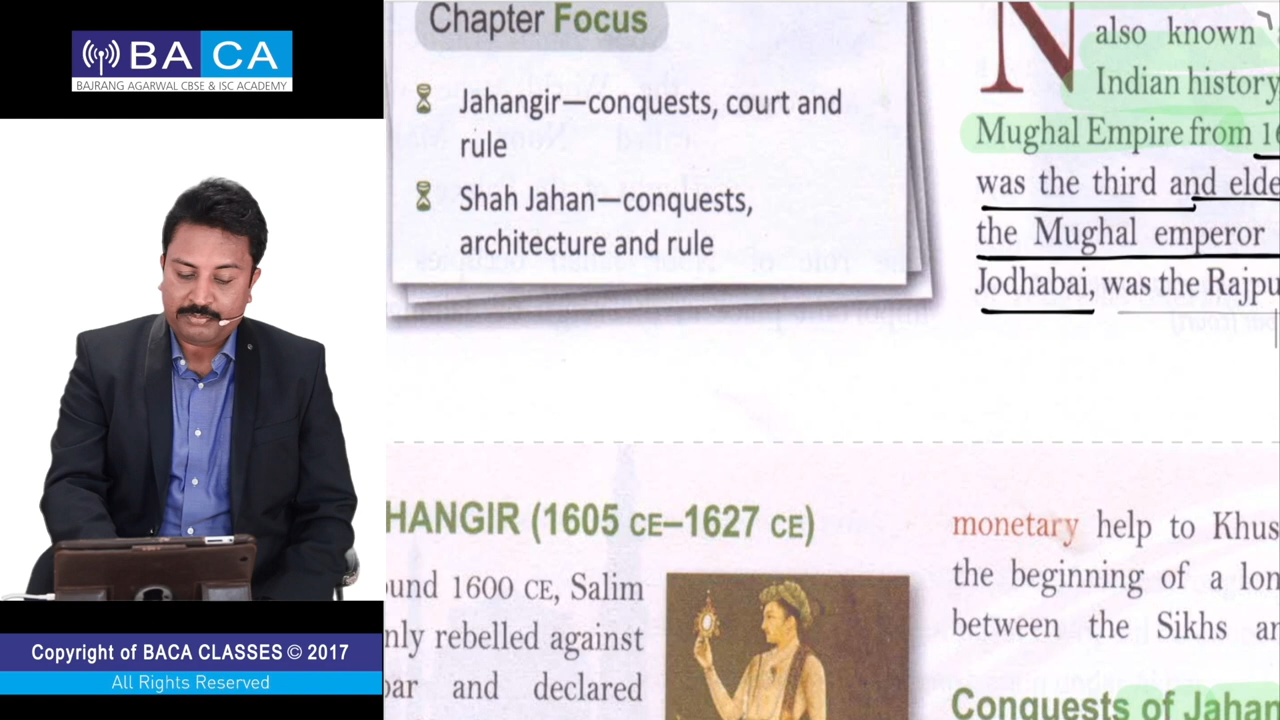 BACA
BAJRANG AGARWAL CBSE & ISC ACADEMY
Copyright of BACA CLASSES © 2017
All Rights Reserved
Chapter Focus
Jahangir—conquests, court and
rule
Shah Jahan—conquests,
architecture and rule
N
also known
Indian history
Mughal Empire from
was the third and elde
the Mughal emperor
Jodhabai, was the Rajpu
HANGIR (1605 CE–1627 CE)
ound 1600 CE, Salim
nly rebelled against
bar and declared
monetary help to Khus
the beginning of a lon
between the Sikhs an
Conquests of Jahan